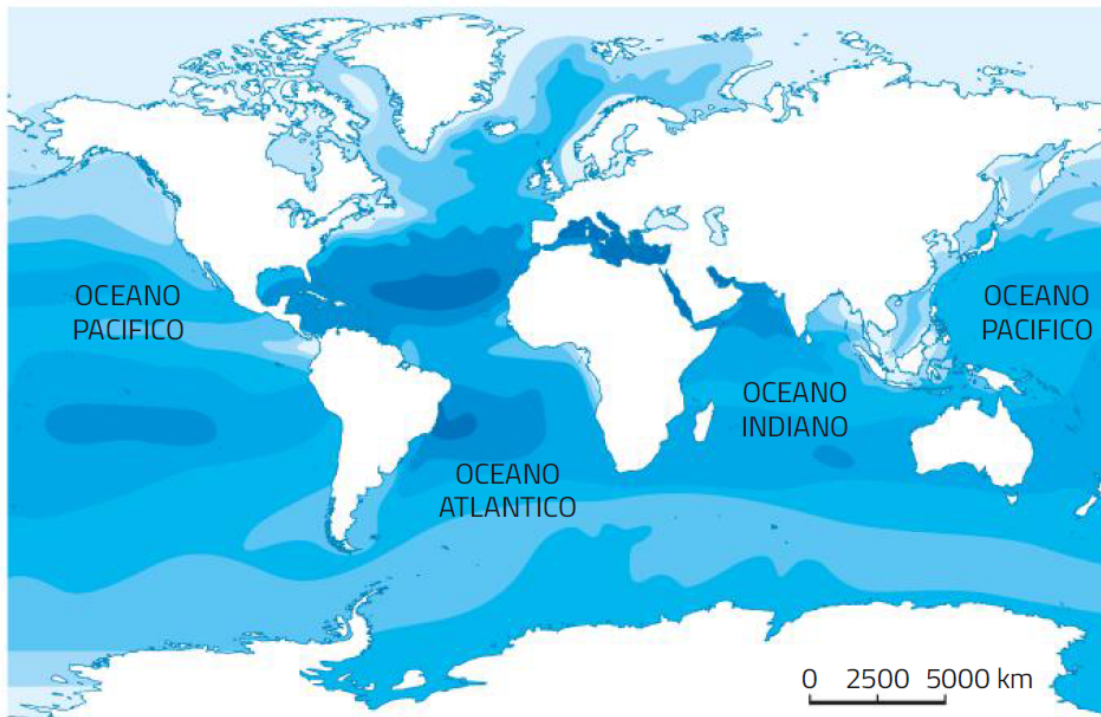 OCEANO
PACIFICO
OCEANO
PACIFICO
OCEANO
INDIANO
OCEANO
ATLANTICO
0 2500 5000 km